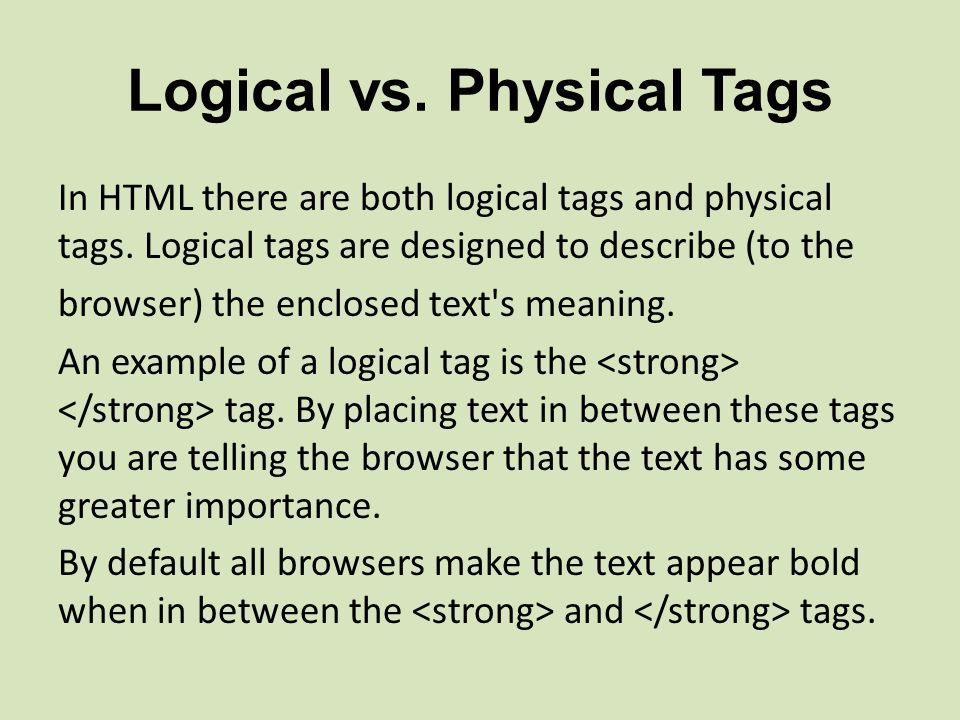 Logical vs. Physical Tags
In HTML there are both logical tags and physical
tags. Logical tags are designed to describe (to the
browser) the enclosed text's meaning.
An example of a logical tag is the <strong>
</strong> tag. By placing text in between these tags
you are telling the browser that the text has some
greater importance.
By default all browsers make the text appear bold
when in between the <strong> and </strong> tags.